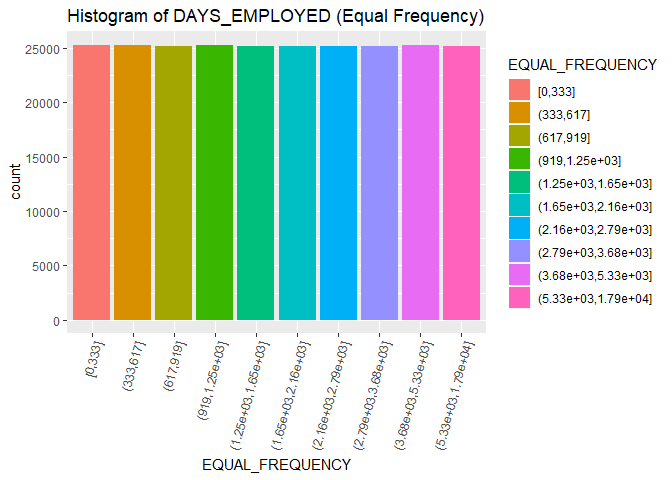 Histogram of DAYS_EMPLOYED (Equal Frequency)
count
25000
20000
15000
10000
5000
0
[0,333]
(333,617]
(617,919]
(919,1.25e+03]
(1.25e+03,1.65e+03]
(1.65e+03,2.16e+03]
(2.16e+03,2.79e+03]
(2.79e+03,3.68e+03]
(3.68e+03,5.33e+03]
(5.33e+03,1.79e+04]
EQUAL_FREQUENCY
EQUAL_FREQUENCY
[0,333]
(333,617]
(617,919]
(919,1.25e+03]
(1.25e+03,1.65e+03]
(1.65e+03,2.16e+03]
(2.16e+03,2.79e+03]
(2.79e+03,3.68e+03]
(3.68e+03,5.33e+03]
(5.33e+03,1.79e+04]